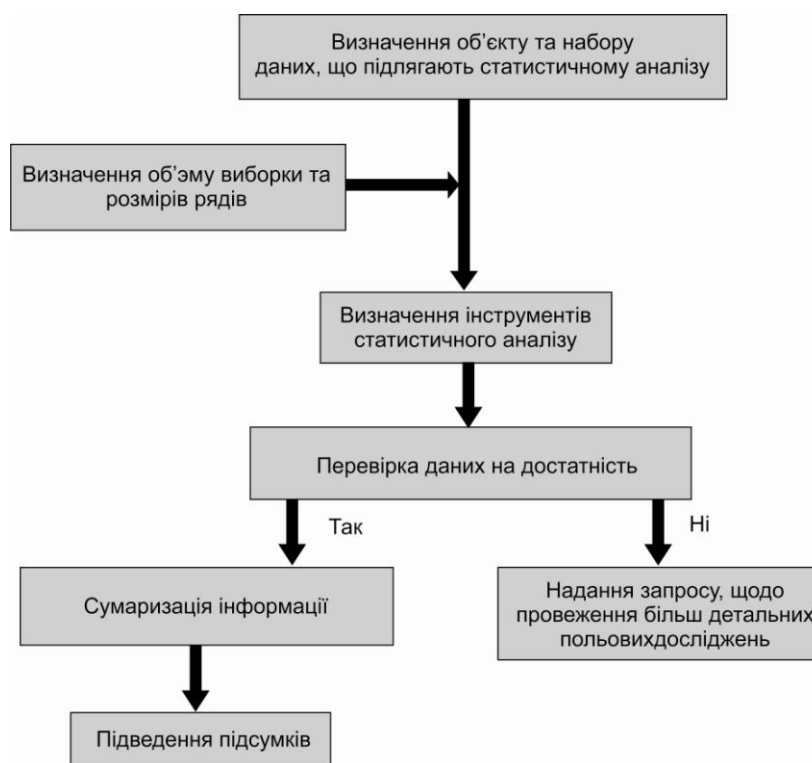 Визначення об’єкту та набору
даних, що підлягають статистичному аналізу
Визначення об’эму виборки та
розмірів рядів
Визначення інструментів
статистичного аналізу
Перевірка даних на достатність
Так
Ні
Сумаризація інформації
Надання запросу, щодо
провеження більш детальних
польовихдосліджень
Підведення підсумків